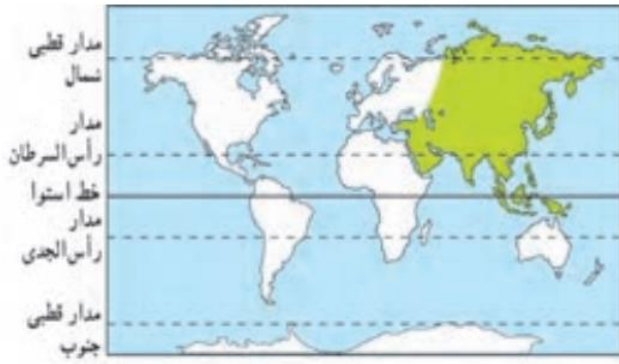 مدار قطبی
شمال
مدار
رأس‌السرطان
خط استوا
مدار
رأس‌الجدی
مدار قطبی
جنوب